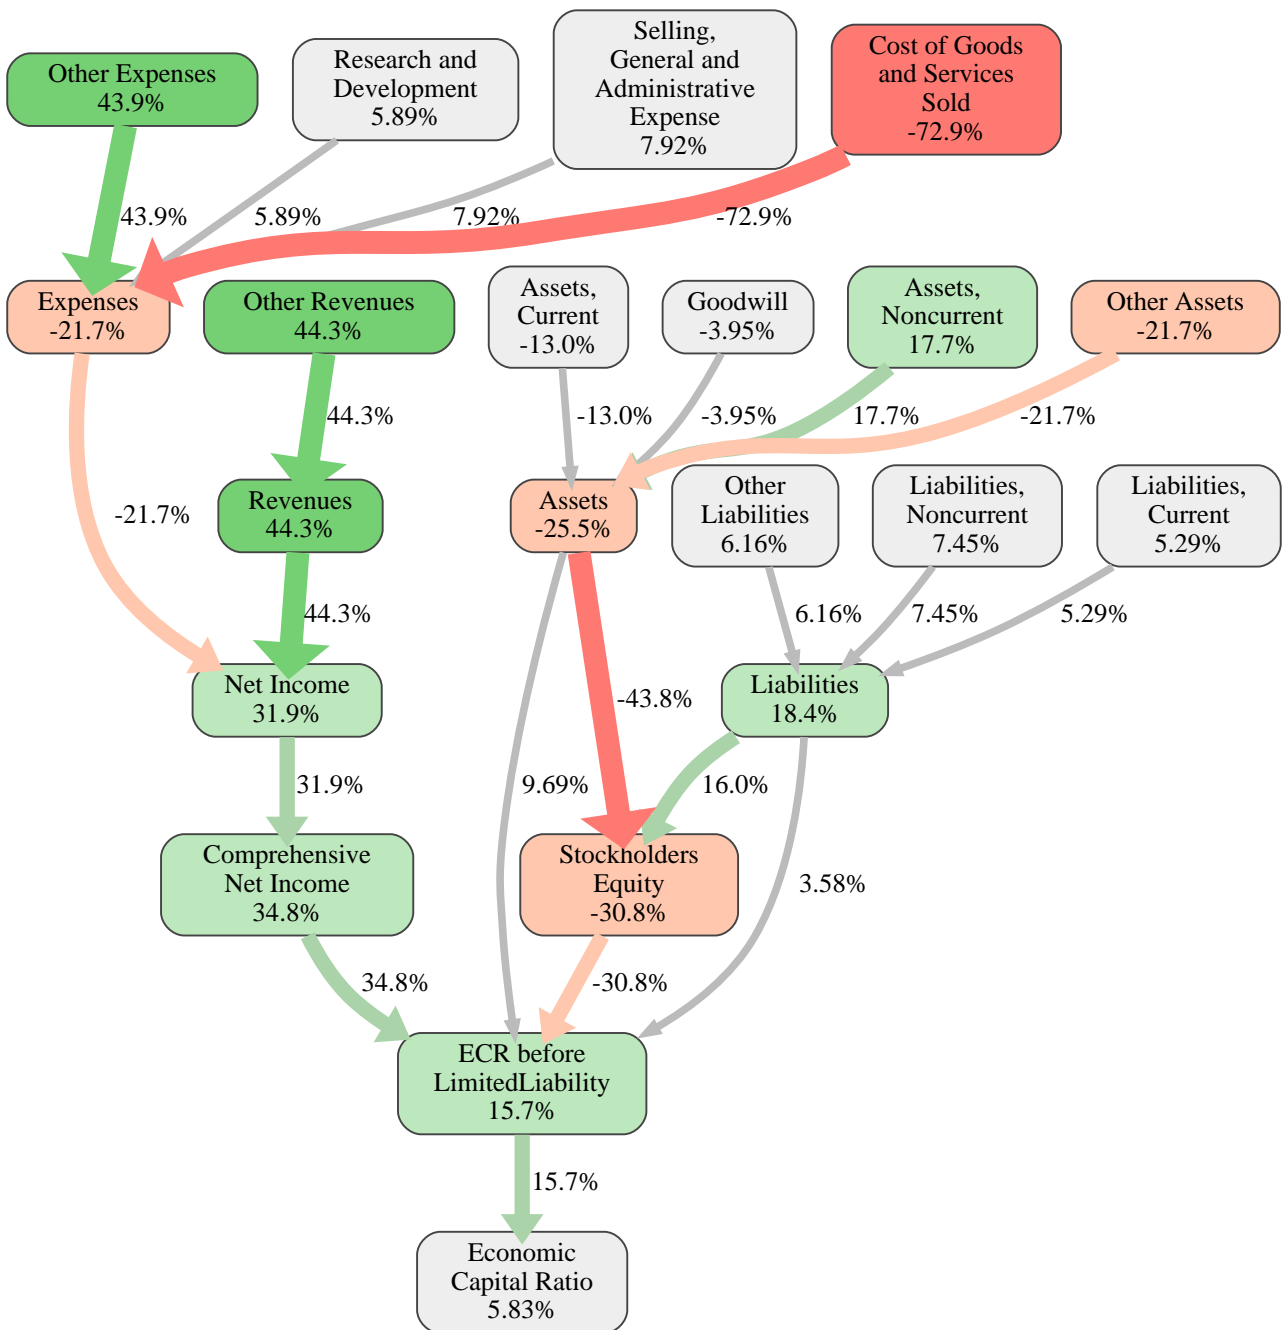 Other Expenses
43.9%
Research and
Development
5.89%
Selling,
General and
Administrative
Expense
7.92%
Cost of Goods
and Services
Sold
-72.9%
43.9%
5.89%
7.92%
-72.9%
Expenses
-21.7%
Other Revenues
44.3%
Assets,
Current
-13.0%
Goodwill
-3.95%
Assets,
Noncurrent
17.7%
Other Assets
-21.7%
44.3%
-13.0%
-3.95%
17.7%
-21.7%
-21.7%
Revenues
44.3%
Assets
-25.5%
Other
Liabilities
6.16%
Liabilities,
Noncurrent
7.45%
Liabilities,
Current
5.29%
44.3%
6.16%
7.45%
5.29%
Net Income
31.9%
-43.8%
Liabilities
18.4%
31.9%
9.69%
16.0%
Comprehensive
Net Income
34.8%
Stockholders
Equity
-30.8%
3.58%
34.8%
-30.8%
ECR before
LimitedLiability
15.7%
15.7%
Economic
Capital Ratio
5.83%